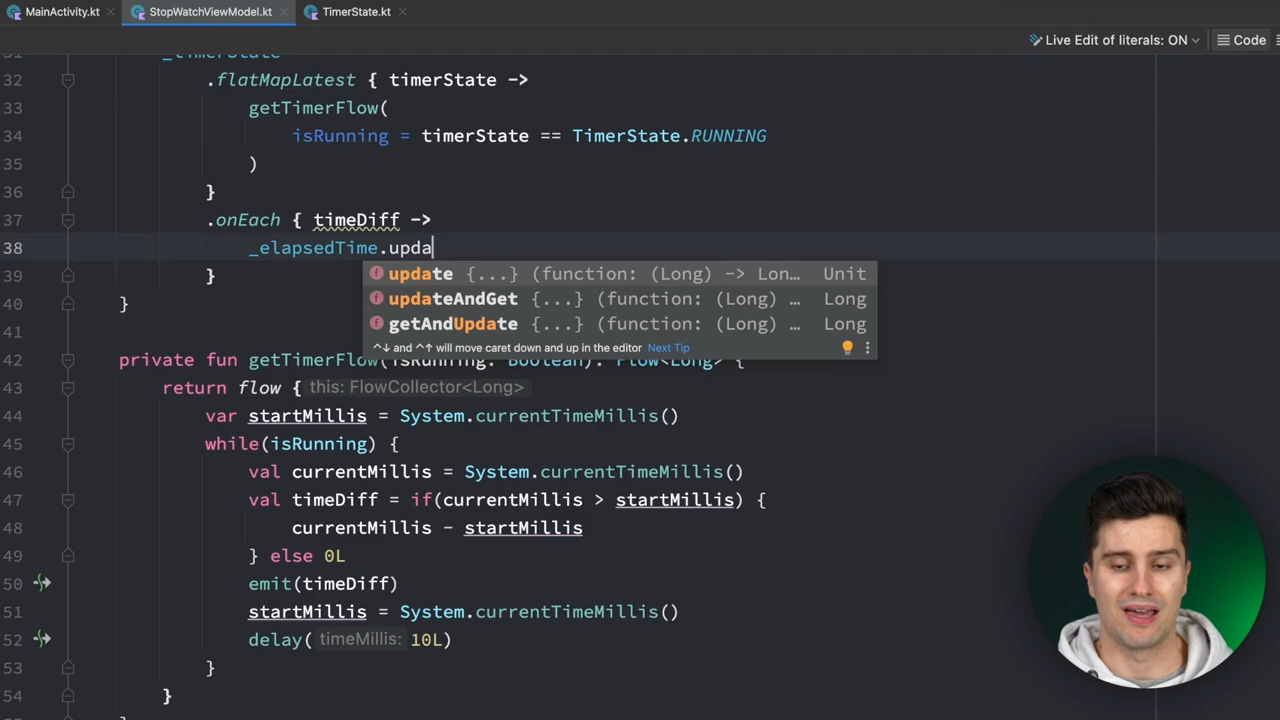 MainActivity.kt
StopWatchViewModel.kt
TimerState.kt
Live Edit of literals: ON
Code
_timerState
32 .flatMapLatest { timerState ->
33 getTimerFlow(
34 isRunning = timerState == TimerState.RUNNING
35 )
36 }
37 .onEach { timeDiff ->
38 _elapsedTime.upda
39 }
update {...} (function: (Long) -> Lon... Unit
updateAndGet {...} (function: (Long) ... Long
getAndUpdate {...} (function: (Long) ... Long
^↓ and ^↑ will move caret down and up in the editor Next Tip
40 }
41
42 private fun getTimerFlow(isRunning: Boolean): Flow<Long> {
43 return flow { this: FlowCollector<Long>
44 var startMillis = System.currentTimeMillis()
45 while(isRunning) {
46 val currentMillis = System.currentTimeMillis()
47 val timeDiff = if(currentMillis > startMillis) {
48 currentMillis - startMillis
49 } else 0L
50 emit(timeDiff)
51 startMillis = System.currentTimeMillis()
52 delay( timeMillis: 10L)
53 }
54 }